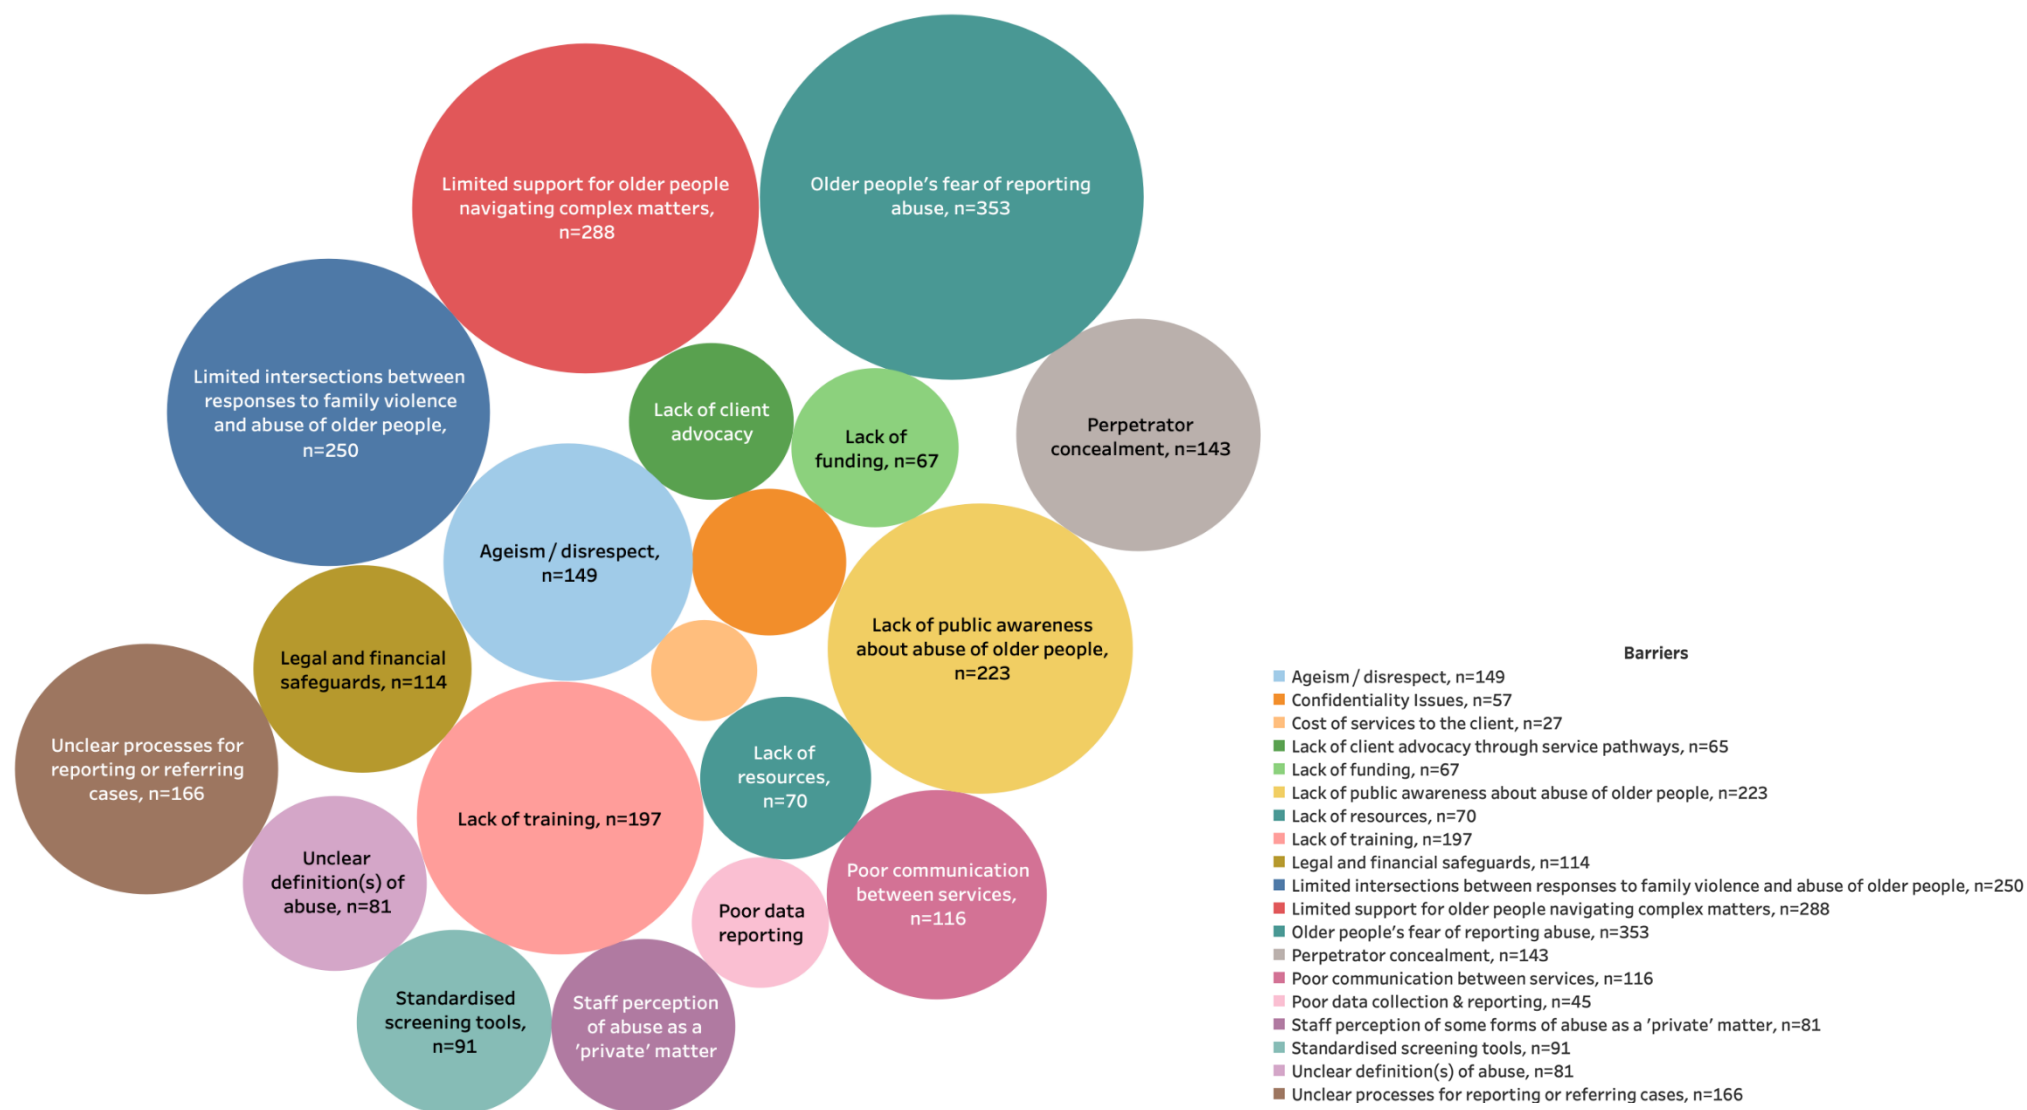 Limited support for older people
navigating complex matters,
n=288
Older people's fear of reporting
abuse, n=353
Limited intersections between
responses to family violence
and abuse of older people,
n=250
Lack of client
advocacy
Lack of
funding, n=67
Perpetrator
concealment, n=143
Ageism / disrespect,
n=149
Lack of public awareness
about abuse of older people,
n=223
Legal and financial
safeguards, n=114
Unclear processes for
reporting or referring
cases, n=166
Lack of training, n=197
Lack of
resources,
n=70
Unclear
definition(s) of
abuse, n=81
Poor data
reporting
Poor communication
between services,
n=116
Standardised
screening tools,
n=91
Staff perception
of abuse as a
'private' matter
Barriers
Ageism / disrespect, n=149
Confidentiality Issues, n=57
Cost of services to the client, n=27
Lack of client advocacy through service pathways, n=65
Lack of funding, n=67
Lack of public awareness about abuse of older people, n=223
Lack of resources, n=70
Lack of training, n=197
Legal and financial safeguards, n=114
Limited intersections between responses to family violence and abuse of older people, n=250
Limited support for older people navigating complex matters, n=288
Older people's fear of reporting abuse, n=353
Perpetrator concealment, n=143
Poor communication between services, n=116
Poor data collection & reporting, n=45
Staff perception of some forms of abuse as a 'private' matter, n=81
Standardised screening tools, n=91
Unclear definition(s) of abuse, n=81
Unclear processes for reporting or referring cases, n=166